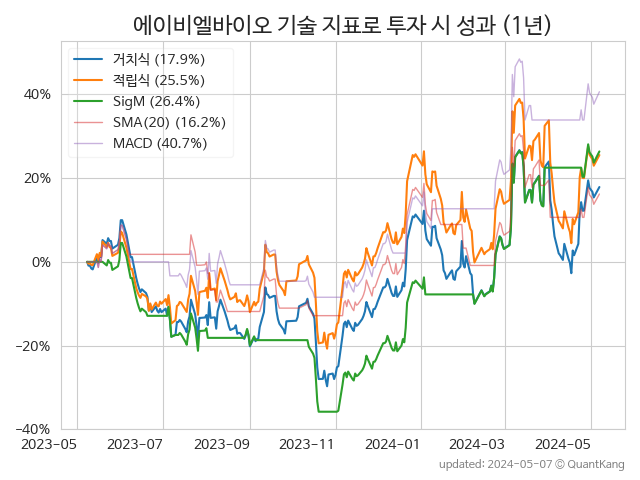 에이비엘바이오 기술 지표로 투자 시 성과 (1년)
거치식 (17.9%)
적립식 (25.5%)
SigM (26.4%)
SMA(20) (16.2%)
MACD (40.7%)
40%
20%
0%
−20%
−40%
2023-05 2023-07 2023-09 2023-11 2024-01 2024-03 2024-05
updated: 2024-05-07 © QuantKang